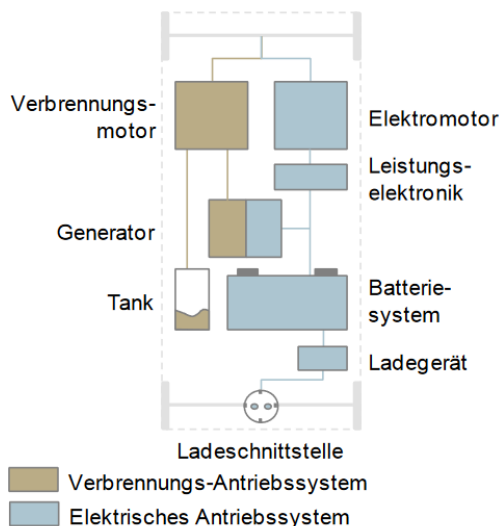 Verbrennungs-
motor
Elektromotor
Leistungs-
elektronik
Generator
Tank
Batterie-
system
Ladegerät
Ladeschnittstelle
Verbrennungs-Antriebssystem
Elektrisches Antriebssystem